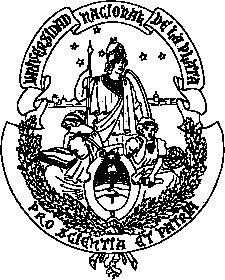 UNIVERSIDAD NACIONAL DE LA PLATA
PRO SCIENTIA ET PATRIA